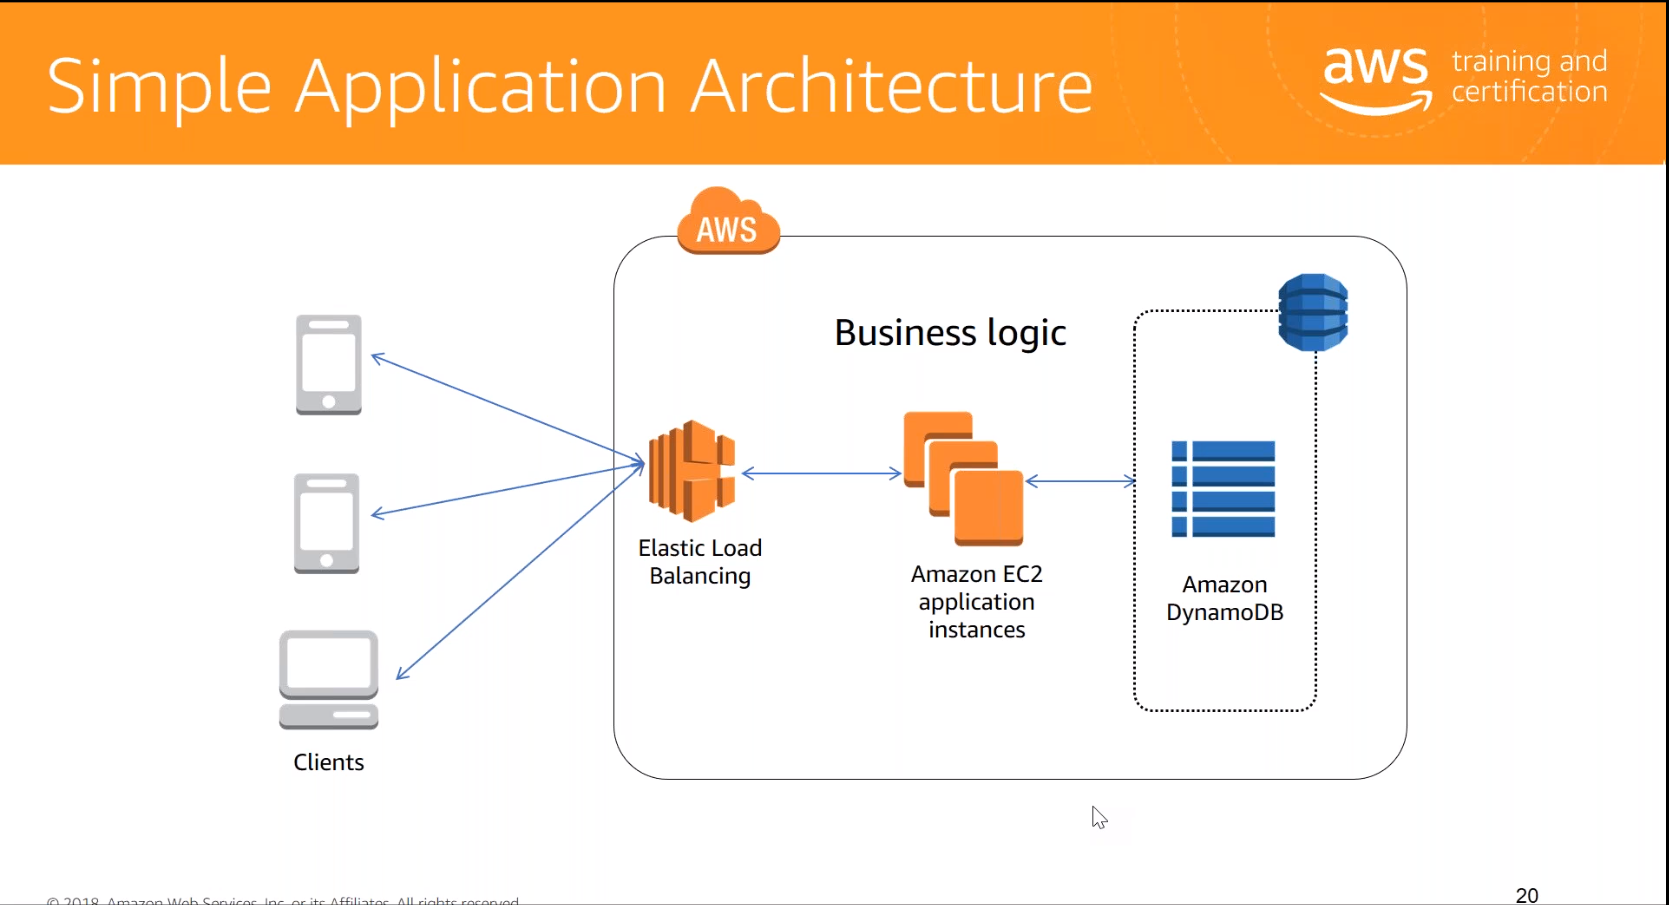 Simple Application Architecture
aws training and
certification
AWS
Business logic
Elastic Load
Balancing
Amazon EC2
application
instances
Amazon
DynamoDB
Clients
© 2018, Amazon Web Services, Inc. or its Affiliates. All rights reserved.
20